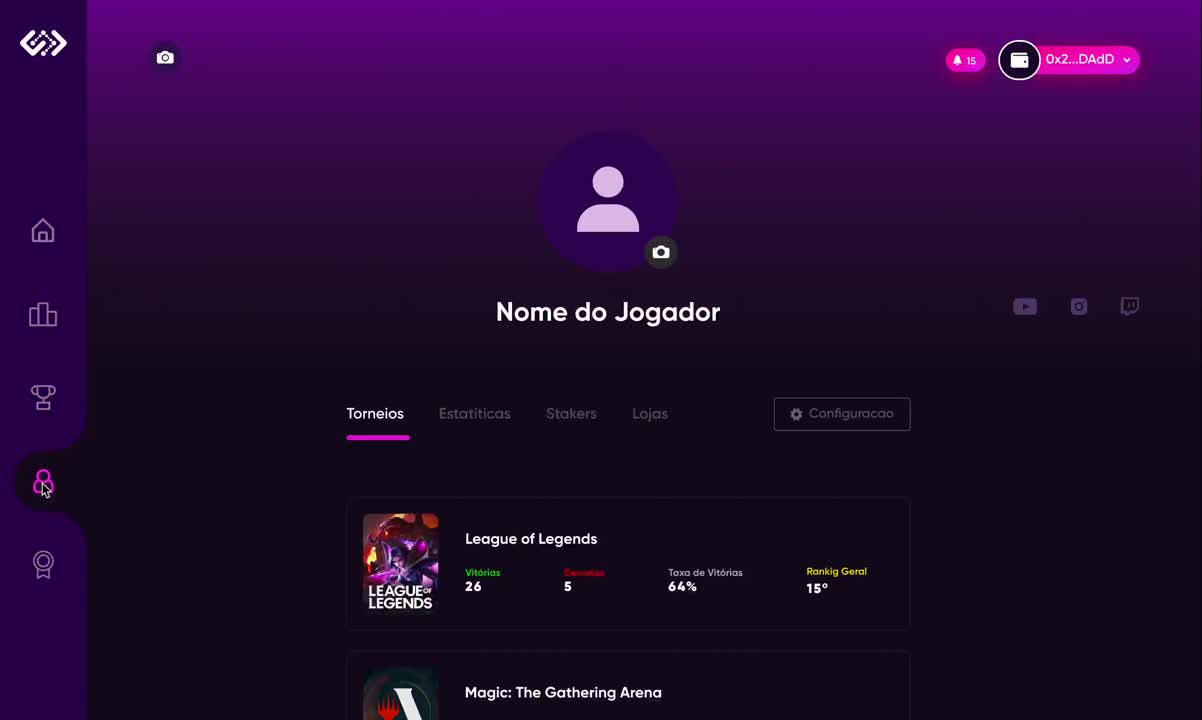 15
0x2...DAdD
Nome do Jogador
Torneios Estatiticas Stakers Lojas Configuracao
League of Legends
Vitórias Derrotas Taxa de Vitórias Rankig Geral
26 5 64% 15º
LEAGUE OF
LEGENDS
Magic: The Gathering Arena